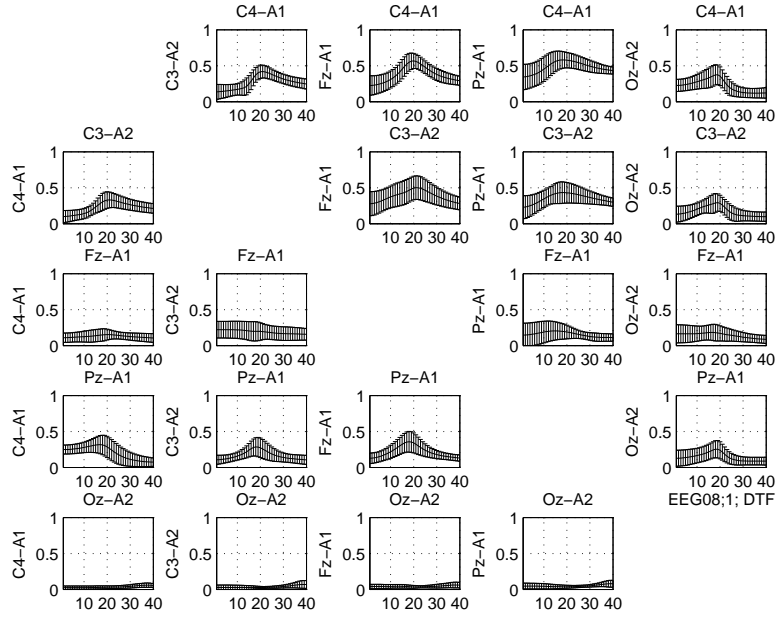 C4−A1 C4−A1 C4−A1 C4−A1
1 1 1 1
C3−A2 Fz−A1 Pz−A1 Oz−A2
0.5 0.5 0.5 0.5
0 0 0 0
10 20 30 40 10 20 30 40 10 20 30 40 10 20 30 40
C3−A2 C3−A2 C3−A2 C3−A2
1 1 1 1
C4−A1 Fz−A1 Pz−A1 Oz−A2
0.5 0.5 0.5 0.5
0 0 0 0
10 20 30 40 10 20 30 40 10 20 30 40 10 20 30 40
Fz−A1 Fz−A1 Fz−A1 Fz−A1
1 1 1 1
C4−A1 C3−A2 Pz−A1 Oz−A2
0.5 0.5 0.5 0.5
0 0 0 0
10 20 30 40 10 20 30 40 10 20 30 40 10 20 30 40
Pz−A1 Pz−A1 Pz−A1 Pz−A1
1 1 1 1
C4−A1 C3−A2 Fz−A1 Oz−A2
0.5 0.5 0.5 0.5
0 0 0 0
10 20 30 40 10 20 30 40 10 20 30 40
EEG08;1; DTF
Oz−A2 Oz−A2 Oz−A2 Oz−A2
1 1 1 1
C4−A1 C3−A2 Fz−A1 Pz−A1
0.5 0.5 0.5 0.5
0 0 0 0
10 20 30 40 10 20 30 40 10 20 30 40 10 20 30 40